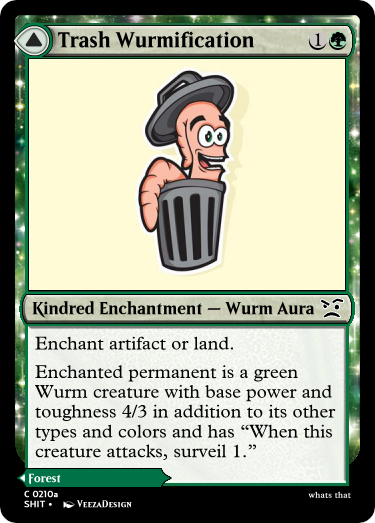 Trash Wurmification 1
Kindred Enchantment — Wurm Aura
Enchant artifact or land.
Enchanted permanent is a green
Wurm creature with base power and
toughness 4/3 in addition to its other
types and colors and has “When this
creature attacks, surveil 1.”
Forest
C 0210a
whats that
SHIT • VEEZADESIGN